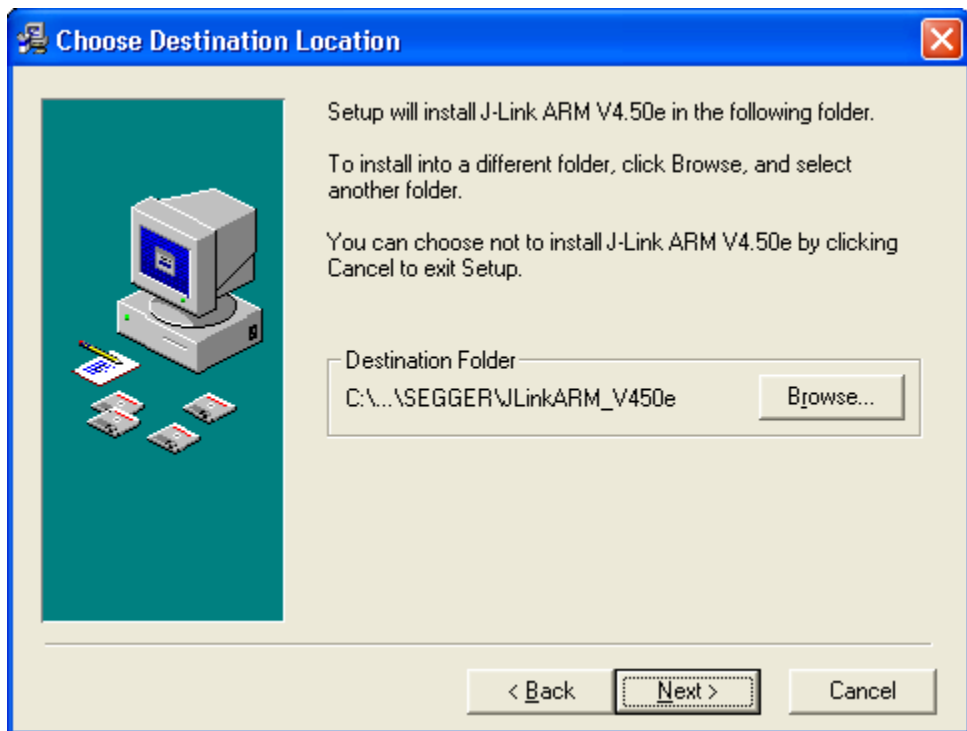 Choose Destination Location
Setup will install J-Link ARM V4.50e in the following folder.
To install into a different folder, click Browse, and select
another folder.
You can choose not to install J-Link ARM V4.50e by clicking
Cancel to exit Setup.
Destination Folder
C:\...\SEGGER\JLinkARM_V450e
Browse...
< Back
Next >
Cancel